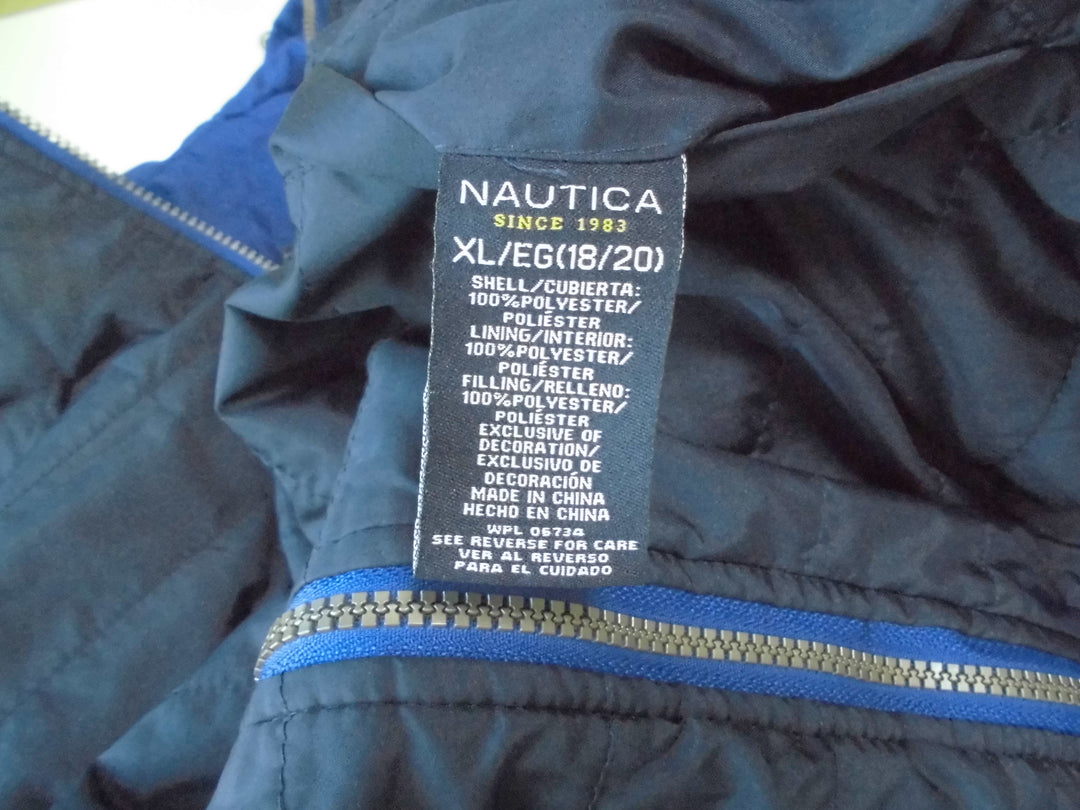 NAUTICA
SINCE 1983
XL/EG(18/20)
SHELL/CUBIERTA:
100%POLYESTER/
POLIÉSTER
LINING/INTERIOR:
100%POLYESTER/
POLIÉSTER
FILLING/RELLENO:
100%POLYESTER/
POLIÉSTER
EXCLUSIVE OF
DECORATION/
EXCLUSIVO DE
DECORACIÓN
MADE IN CHINA
HECHO EN CHINA
WPL 06734
SEE REVERSE FOR CARE
VER AL REVERSO
PARA EL CUIDADO